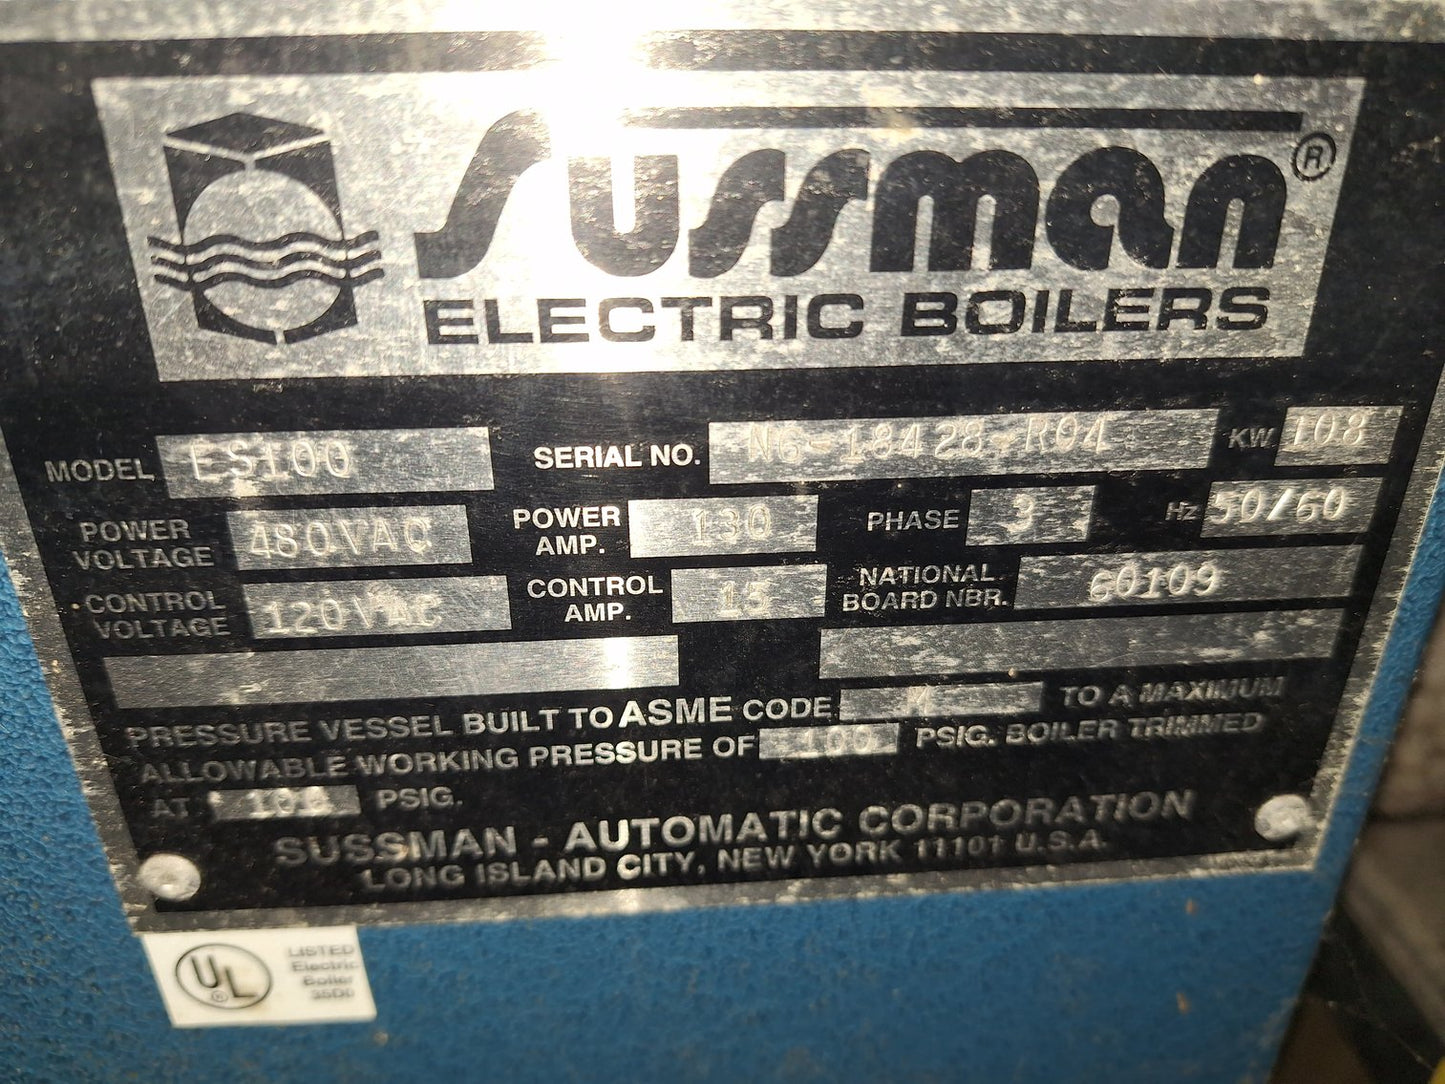 Sussman®
ELECTRIC BOILERS
MODEL ES100 SERIAL NO. N6-18428-R04 KW 108
POWER VOLTAGE 480VAC POWER AMP. 130 PHASE 3 Hz 50/60
CONTROL VOLTAGE 120VAC CONTROL AMP. 15 NATIONAL BOARD NBR. 60109
PRESSURE VESSEL BUILT TO ASME CODE M TO A MAXIMUM
ALLOWABLE WORKING PRESSURE OF 100 PSIG. BOILER TRIMMED
AT PSIG.
SUSSMAN - AUTOMATIC CORPORATION
LONG ISLAND CITY, NEW YORK 11101 U.S.A.
UL®
LISTED
Electric
Boiler
35D0